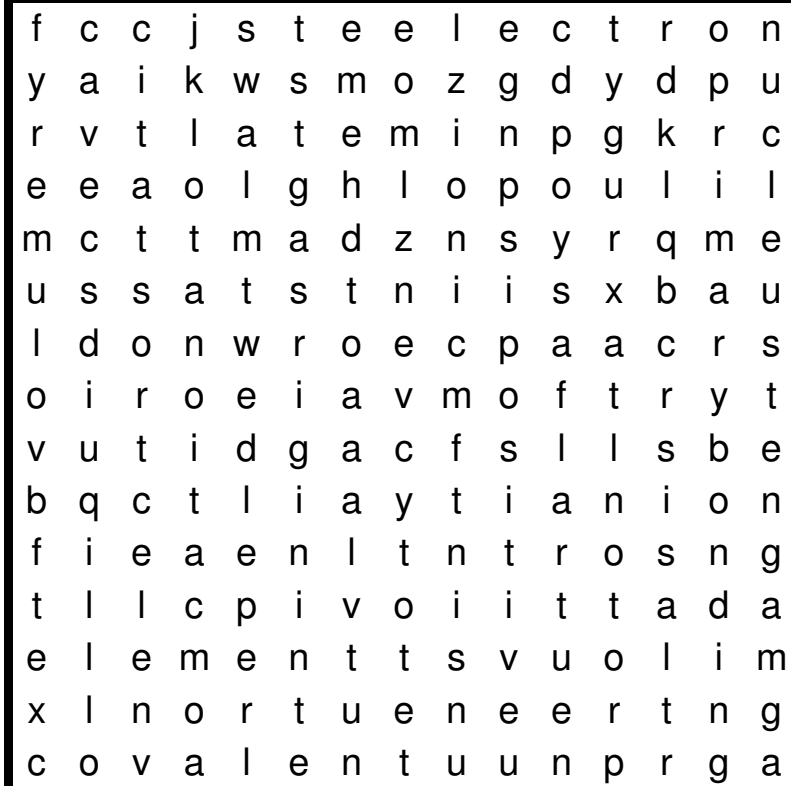 f c c j s t e e l e c t r o n
y a i k w s m o z g d y d p u
r v t l a t e m i n p g k r c
e e a o l g h l o p o u l i l
m c t t m a d z n s y r q m e
u s s a t s t n i i s x b a u
l d o n w r o e c p a a c r s
o i r o e i a v m o f t r y t
v u t i d g a c f s l l s b e
b q c t l i a y t i a n i o n
f i e a e n l t n t r o s n g
t l l c p i v o i i t t a d a
e l e m e n t t s v u o l i m
x l n o r t u e n e e r t n g
c o v a l e n t u u n p r g a